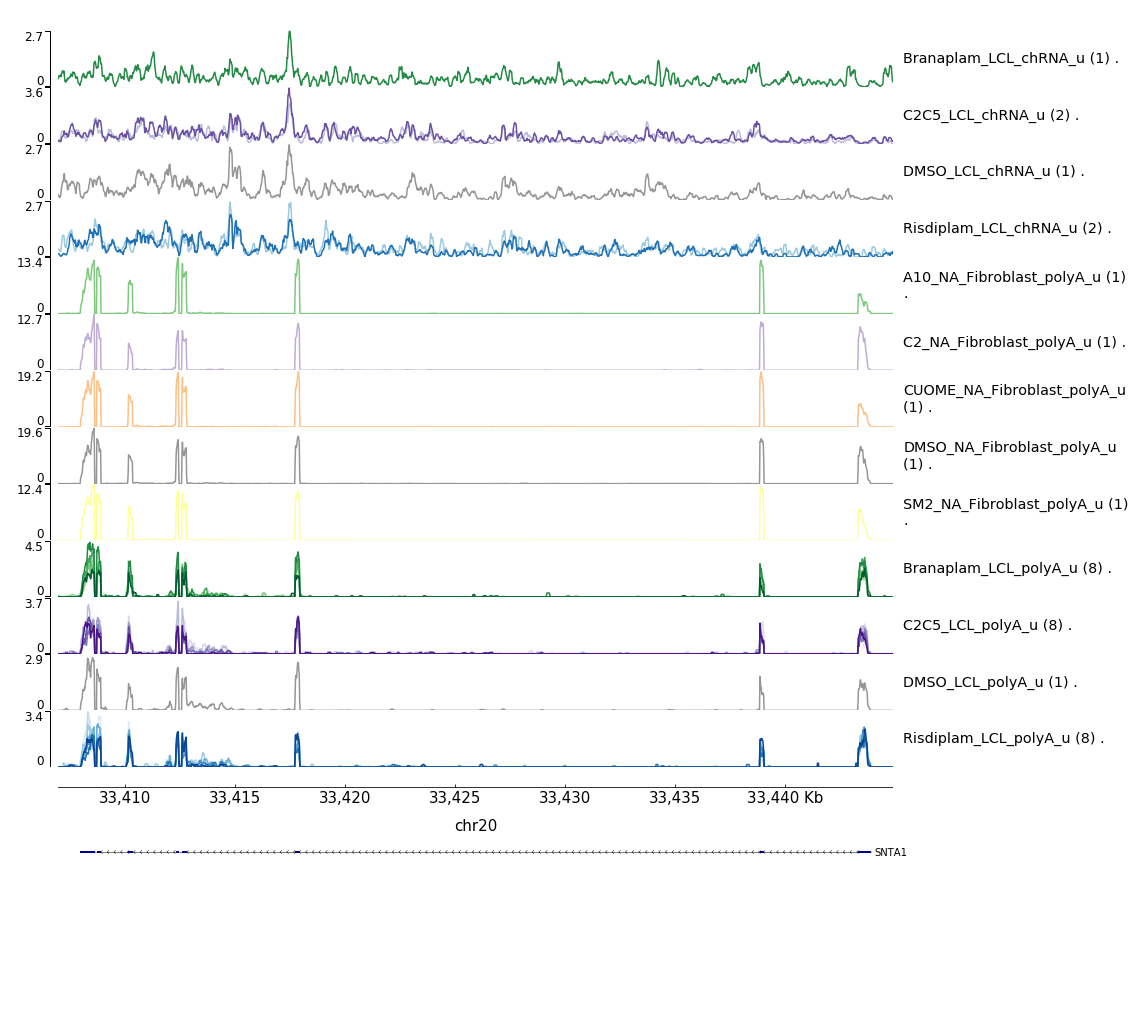 2.7
0
Branaplam_LCL_chRNA_u (1) .
3.6
0
C2C5_LCL_chRNA_u (2) .
2.7
0
DMSO_LCL_chRNA_u (1) .
2.7
0
Risdiplam_LCL_chRNA_u (2) .
13.4
0
A10_NA_Fibroblast_polyA_u (1)
.
12.7
0
C2_NA_Fibroblast_polyA_u (1) .
19.2
0
CUOME_NA_Fibroblast_polyA_u
(1) .
19.6
0
DMSO_NA_Fibroblast_polyA_u
(1) .
12.4
0
SM2_NA_Fibroblast_polyA_u (1)
.
4.5
0
Branaplam_LCL_polyA_u (8) .
3.7
0
C2C5_LCL_polyA_u (8) .
2.9
0
DMSO_LCL_polyA_u (1) .
3.4
0
Risdiplam_LCL_polyA_u (8) .
33,410 33,415 33,420 33,425 33,430 33,435 33,440 Kb
chr20
SNTA1